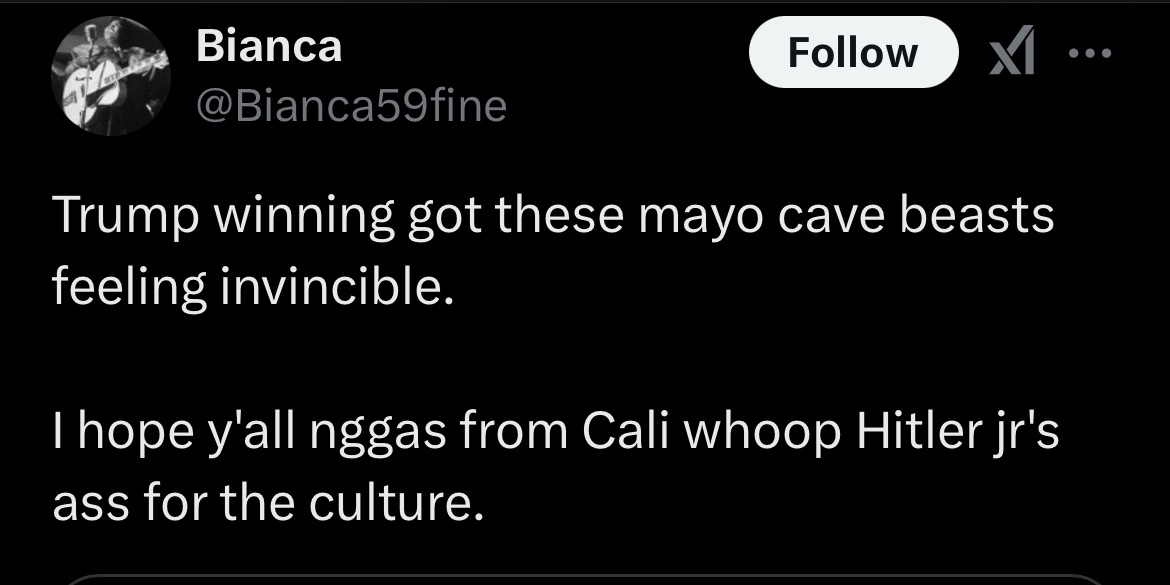 Bianca
Follow
@Bianca59fine
Trump winning got these mayo cave beasts
feeling invincible.
I hope y'all nggas from Cali whoop Hitler jr's
ass for the culture.